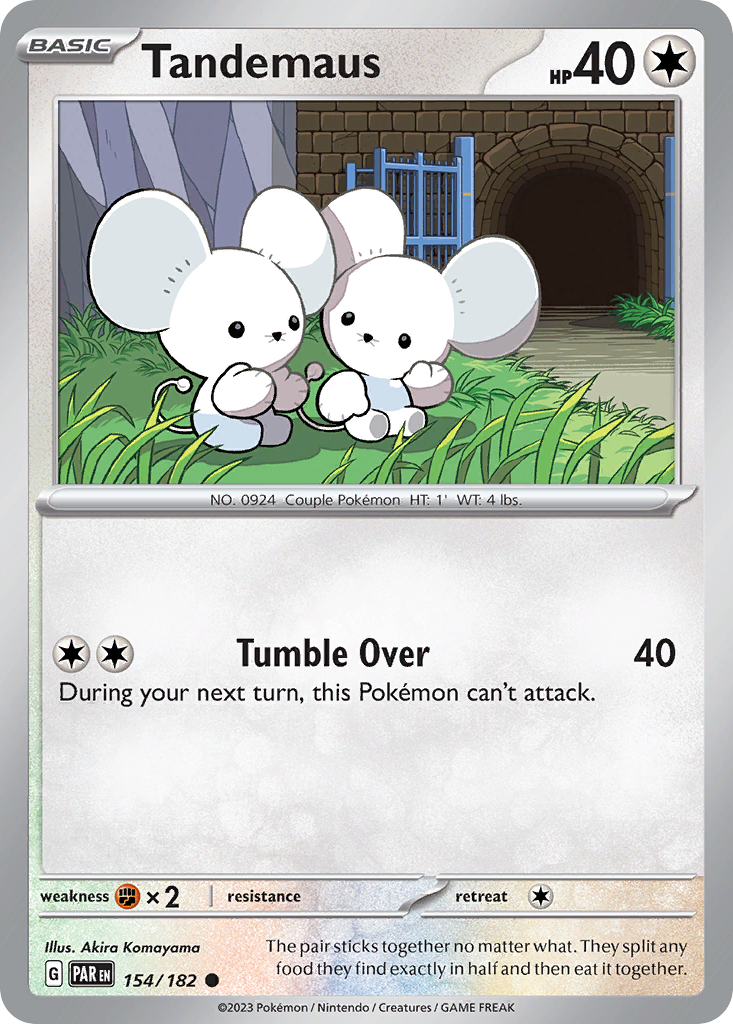 BASIC
Tandemaus
HP 40
NO. 0924 Couple Pokémon HT: 1' WT: 4 lbs.
Tumble Over 40
During your next turn, this Pokémon can't attack.
weakness ×2 resistance retreat
Illus. Akira Komayama
The pair sticks together no matter what. They split any
food they find exactly in half and then eat it together.
G PAR EN 154/182
©2023 Pokémon / Nintendo / Creatures / GAME FREAK